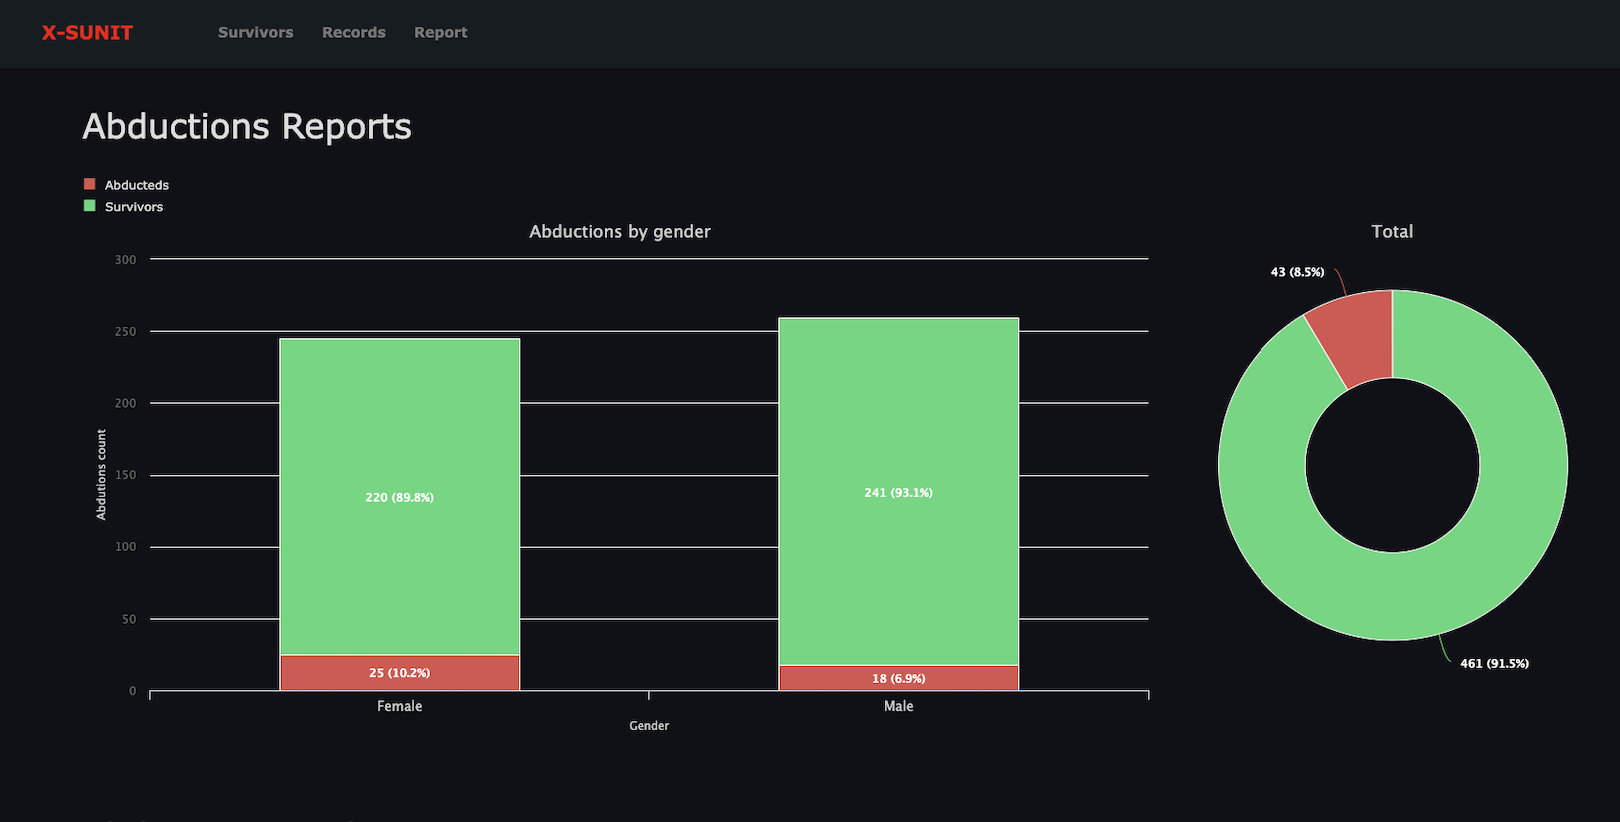 X-SUNIT Survivors Records Report
Abductions Reports
Abducteds
Survivors
Abductions by gender
300
250
200
150
100
50
0
Abdutions count
220 (89.8%)
25 (10.2%)
241 (93.1%)
18 (6.9%)
Female
Male
Gender
Total
43 (8.5%)
461 (91.5%)